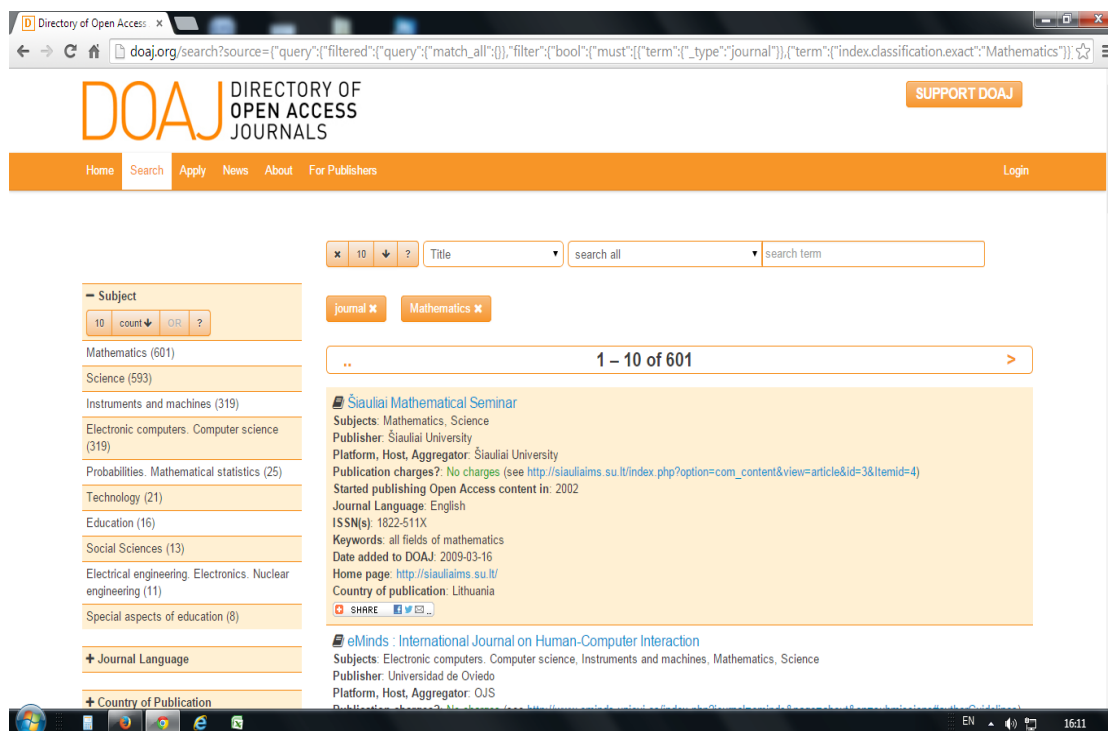 Directory of Open Access
doaj.org/search?source={"query":{"filtered":{"query":{"match_all":{}},"filter":{"bool":{"must":[{"term":{"_type":"journal"}},{"term":{"index.classification.exact":"Mathematics"}}]
DOAJ
DIRECTORY OF
OPEN ACCESS
JOURNALS
SUPPORT DOAJ
Home Search Apply News About For Publishers Login
10 ? Title search all search term
− Subject
10 count OR ?
journal ✖ Mathematics ✖
Mathematics (601)
Science (593)
Instruments and machines (319)
Electronic computers. Computer science
(319)
Probabilities. Mathematical statistics (25)
Technology (21)
Education (16)
Social Sciences (13)
Electrical engineering. Electronics. Nuclear
engineering (11)
Special aspects of education (8)
+ Journal Language
+ Country of Publication
.. 1 – 10 of 601 >
Šiauliai Mathematical Seminar
Subjects: Mathematics, Science
Publisher: Šiauliai University
Platform, Host, Aggregator: Šiauliai University
Publication charges?: No charges (see http://siauliaims.su.lt/index.php?option=com_content&view=article&id=3&Itemid=4)
Started publishing Open Access content in: 2002
Journal Language: English
ISSN(s): 1822-511X
Keywords: all fields of mathematics
Date added to DOAJ: 2009-03-16
Home page: http://siauliaims.su.lt/
Country of publication: Lithuania
SHARE
eMinds : International Journal on Human-Computer Interaction
Subjects: Electronic computers. Computer science, Instruments and machines, Mathematics, Science
Publisher: Universidad de Oviedo
Platform, Host, Aggregator: OJS
EN 16:11